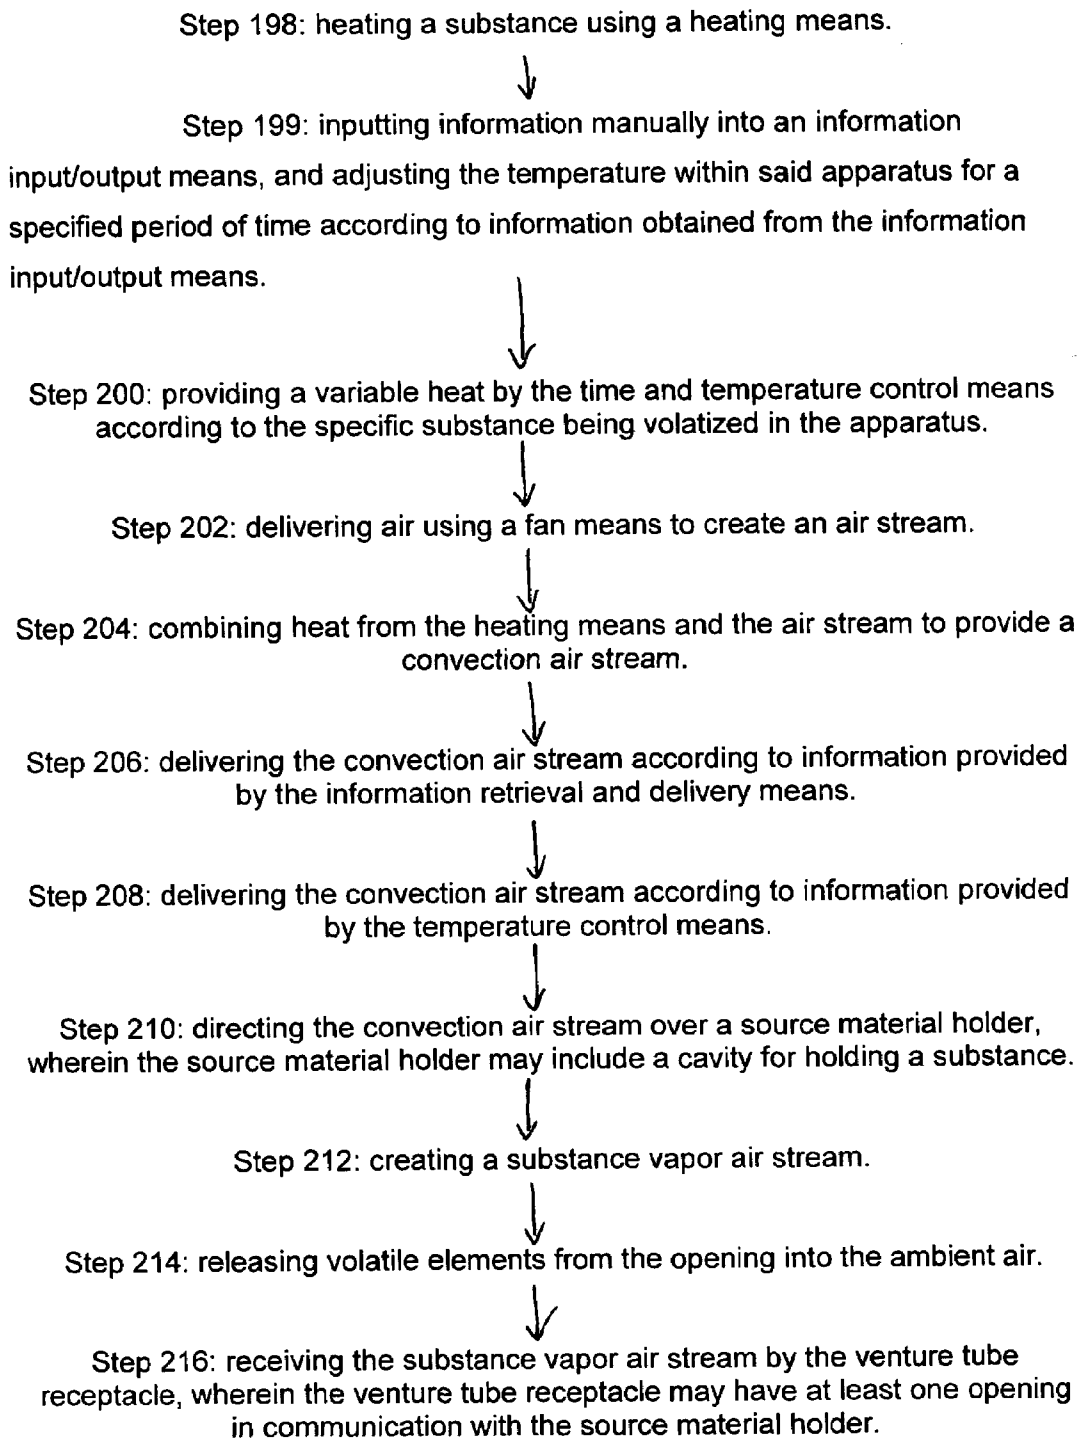 Step 198: heating a substance using a heating means.
Step 199: inputting information manually into an information
input/output means, and adjusting the temperature within said apparatus for a
specified period of time according to information obtained from the information
input/output means.
Step 200: providing a variable heat by the time and temperature control means
according to the specific substance being volatized in the apparatus.
Step 202: delivering air using a fan means to create an air stream.
Step 204: combining heat from the heating means and the air stream to provide a
convection air stream.
Step 206: delivering the convection air stream according to information provided
by the information retrieval and delivery means.
Step 208: delivering the convection air stream according to information provided
by the temperature control means.
Step 210: directing the convection air stream over a source material holder,
wherein the source material holder may include a cavity for holding a substance.
Step 212: creating a substance vapor air stream.
Step 214: releasing volatile elements from the opening into the ambient air.
Step 216: receiving the substance vapor air stream by the venture tube
receptacle, wherein the venture tube receptacle may have at least one opening
in communication with the source material holder.